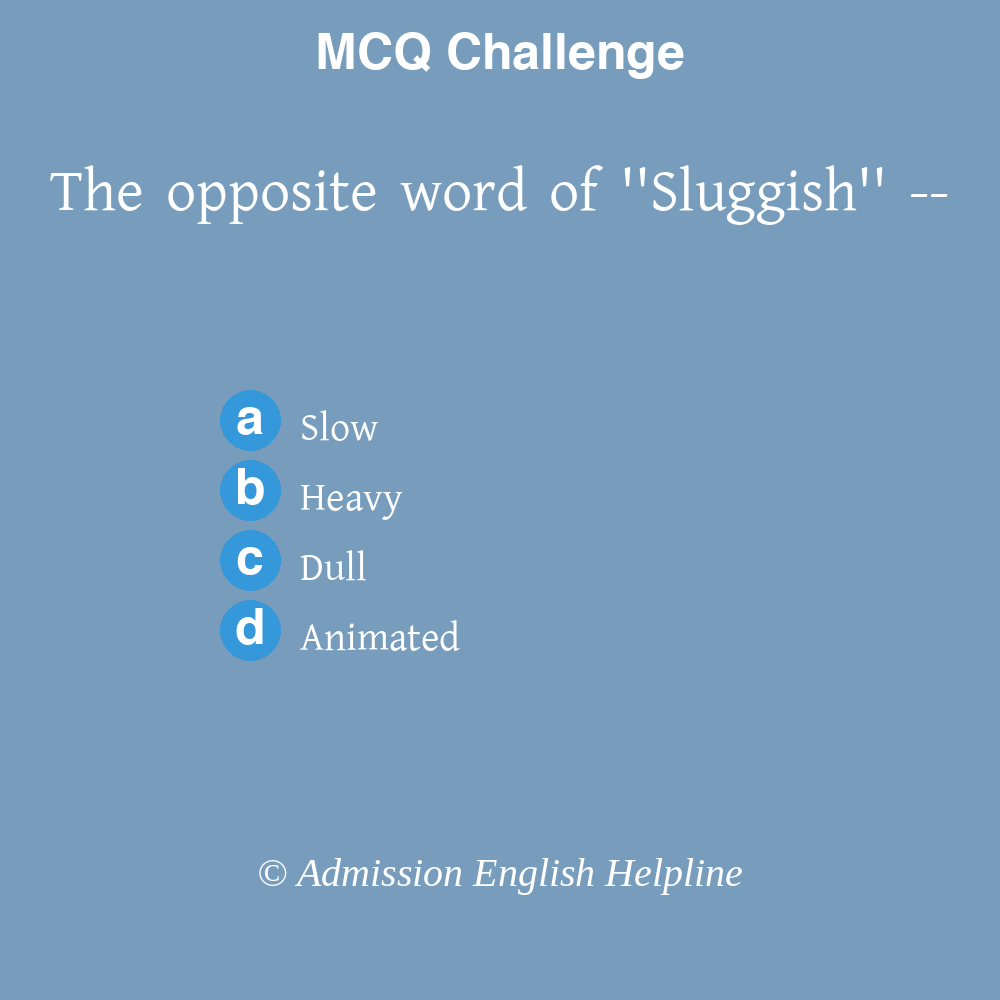 MCQ Challenge
The opposite word of "Sluggish" --
a Slow
b Heavy
c Dull
d Animated
© Admission English Helpline